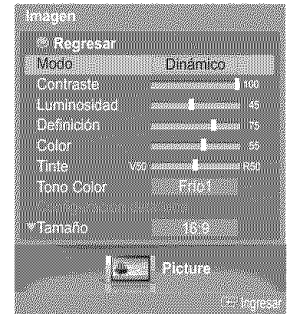 Imagen
Regresar
Modo Dinámico
Contraste 100
Luminosidad 45
Definición 75
Color 55
Tinte V50 R50
Tono Color Frío1
Tamaño 16:9
Picture
Ingresar